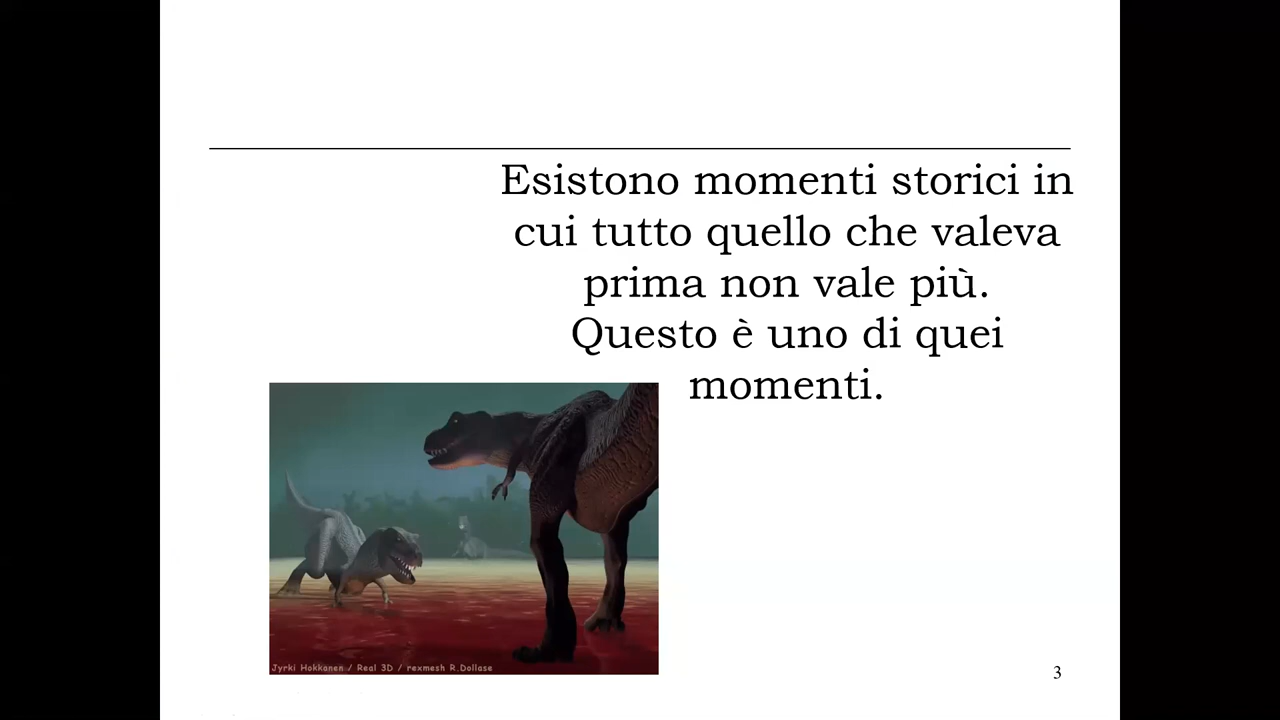 Esistono momenti storici in
cui tutto quello che valeva
prima non vale più.
Questo è uno di quei
momenti.
Jyrki Hokkanen / Real 3D / rexmesh R.Dollase
3